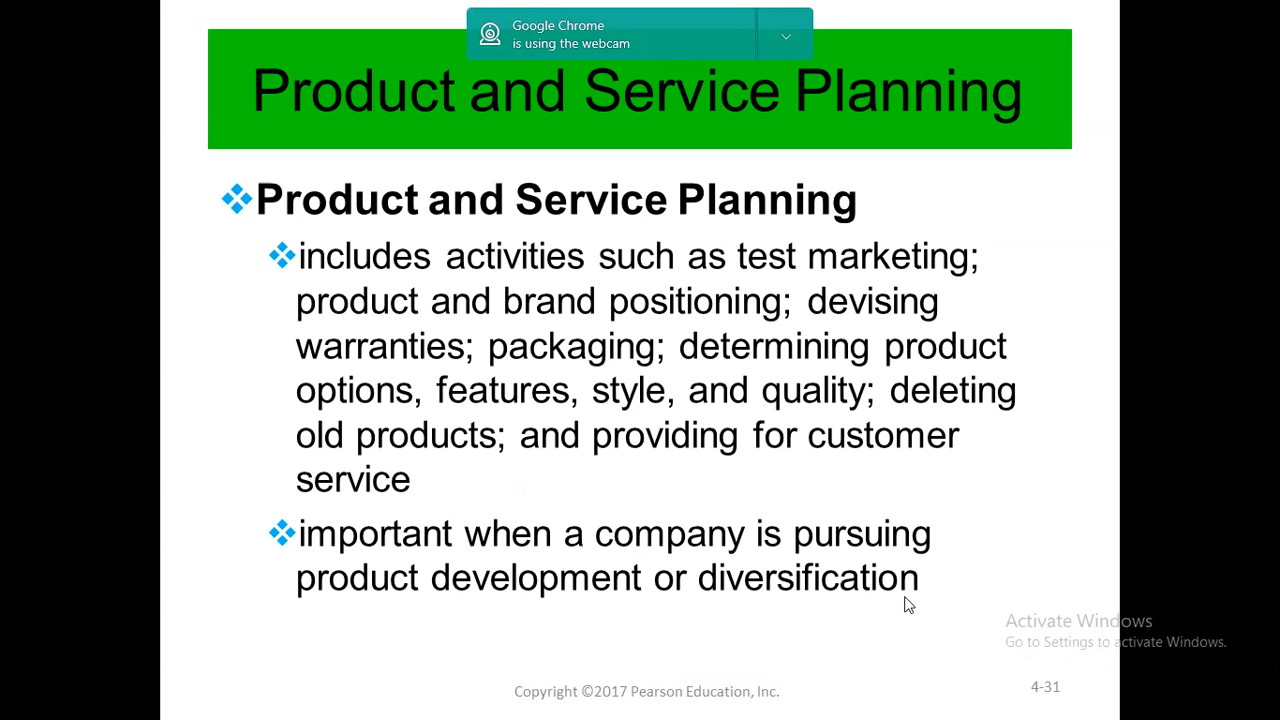 Google Chrome
is using the webcam
Product and Service Planning
Product and Service Planning
includes activities such as test marketing;
product and brand positioning; devising
warranties; packaging; determining product
options, features, style, and quality; deleting
old products; and providing for customer
service
important when a company is pursuing
product development or diversification
Activate Windows
Go to Settings to activate Windows.
Copyright ©2017 Pearson Education, Inc.
4-31